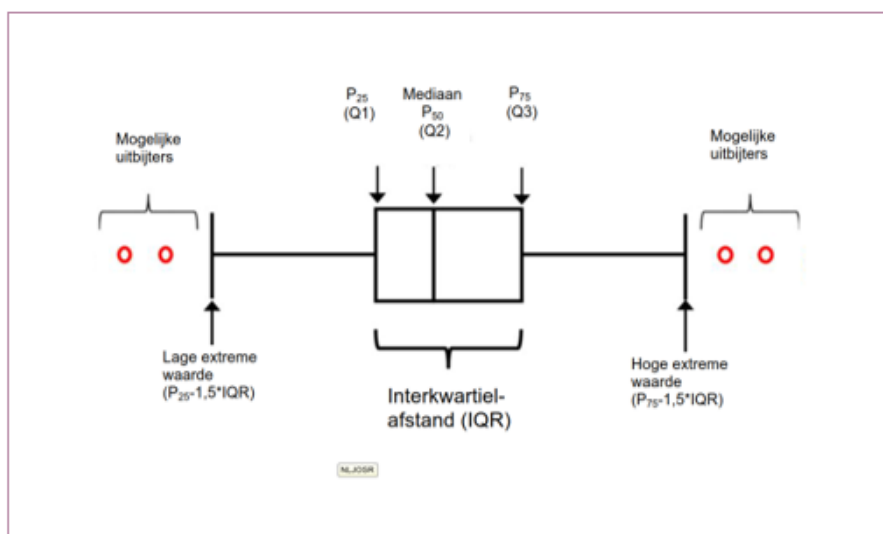 P25
(Q1)
Mediaan
P50
(Q2)
P75
(Q3)
Mogelijke
uitbijters
Mogelijke
uitbijters
Lage extreme
waarde
(P25-1,5*IQR)
Interkwartiel-
afstand (IQR)
Hoge extreme
waarde
(P75-1,5*IQR)
NLJOSR